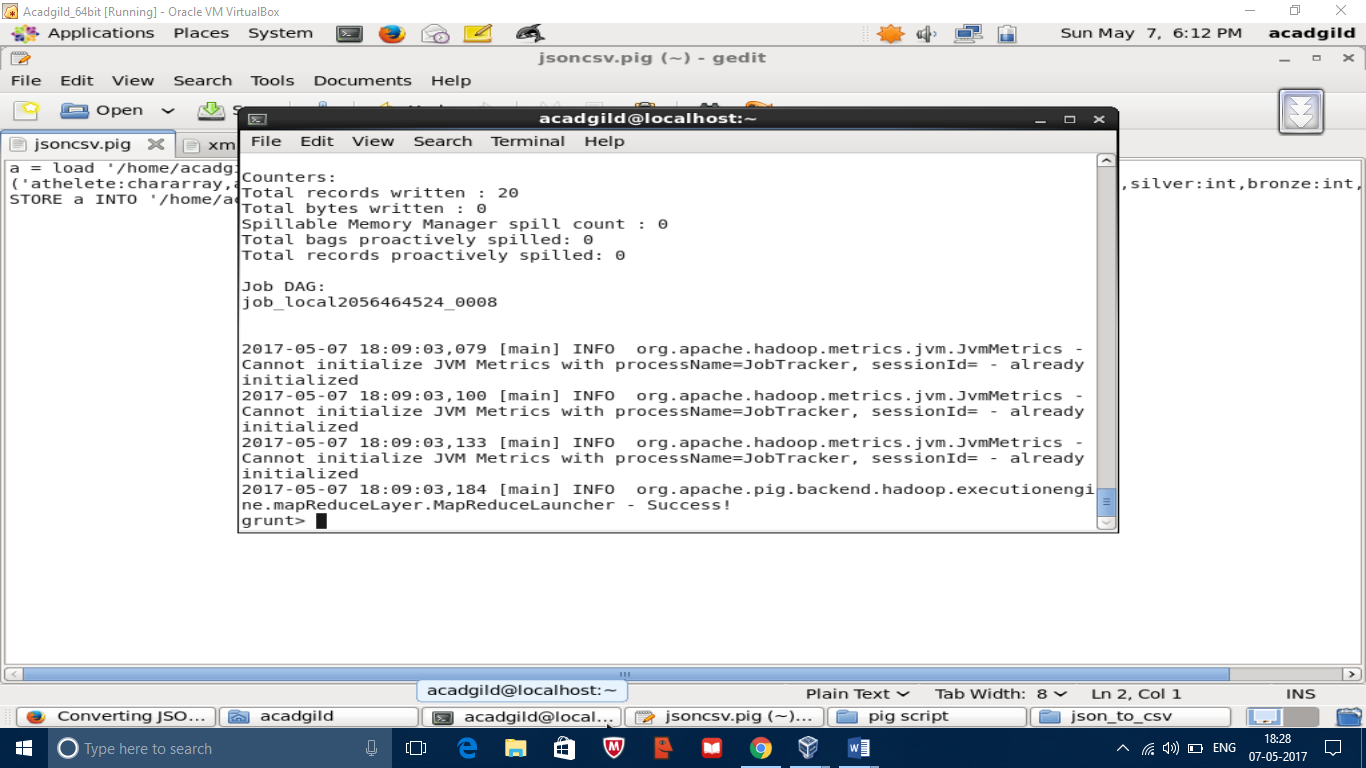 Acadgild_64bit [Running] - Oracle VM VirtualBox
Applications Places System Sun May 7, 6:12 PM acadgild
jsoncsv.pig (~) - gedit
File Edit View Search Tools Documents Help
Open
acadgild@localhost:~
File Edit View Search Terminal Help
jsoncsv.pig
a = load '/home/
('athelete:chararray, ,silver:int,bronze:int,
STORE a INTO '/home/
Counters:
Total records written : 20
Total bytes written : 0
Spillable Memory Manager spill count : 0
Total bags proactively spilled: 0
Total records proactively spilled: 0
Job DAG:
job_local2056464524_0008
2017-05-07 18:09:03,079 [main] INFO  org.apache.hadoop.metrics.jvm.JvmMetrics -
Cannot initialize JVM Metrics with processName=JobTracker, sessionId= - already
initialized
2017-05-07 18:09:03,100 [main] INFO  org.apache.hadoop.metrics.jvm.JvmMetrics -
Cannot initialize JVM Metrics with processName=JobTracker, sessionId= - already
initialized
2017-05-07 18:09:03,133 [main] INFO  org.apache.hadoop.metrics.jvm.JvmMetrics -
Cannot initialize JVM Metrics with processName=JobTracker, sessionId= - already
initialized
2017-05-07 18:09:03,184 [main] INFO  org.apache.pig.backend.hadoop.executionengi
ne.mapReduceLayer.MapReduceLauncher - Success!
grunt>
acadgild@localhost:~
Plain Text Tab Width: 8 Ln 2, Col 1 INS
Converting JSO... acadgild acadgild@local... jsoncsv.pig (~)... pig script json_to_csv
Type here to search ENG 18:28
07-05-2017